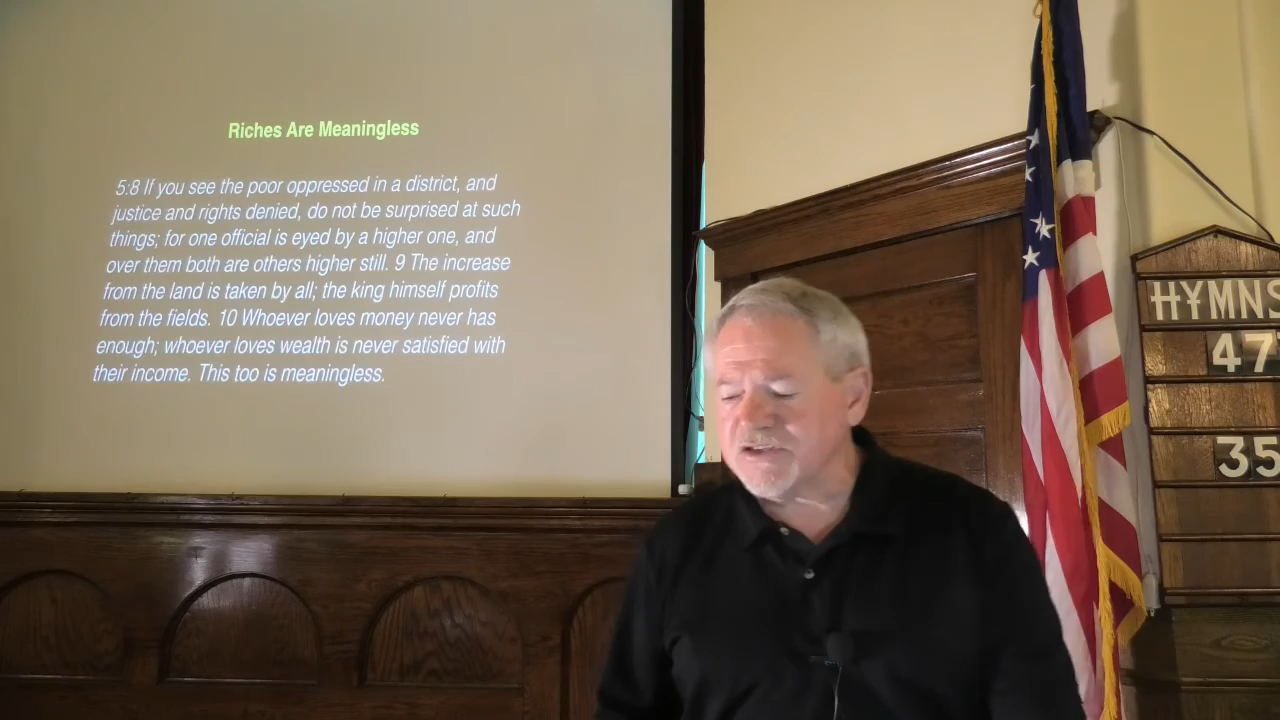 Riches Are Meaningless
5:8 If you see the poor oppressed in a district, and
justice and rights denied, do not be surprised at such
things; for one official is eyed by a higher one, and
over them both are others higher still. 9 The increase
from the land is taken by all; the king himself profits
from the fields. 10 Whoever loves money never has
enough; whoever loves wealth is never satisfied with
their income. This too is meaningless.
HYMNS
47
35